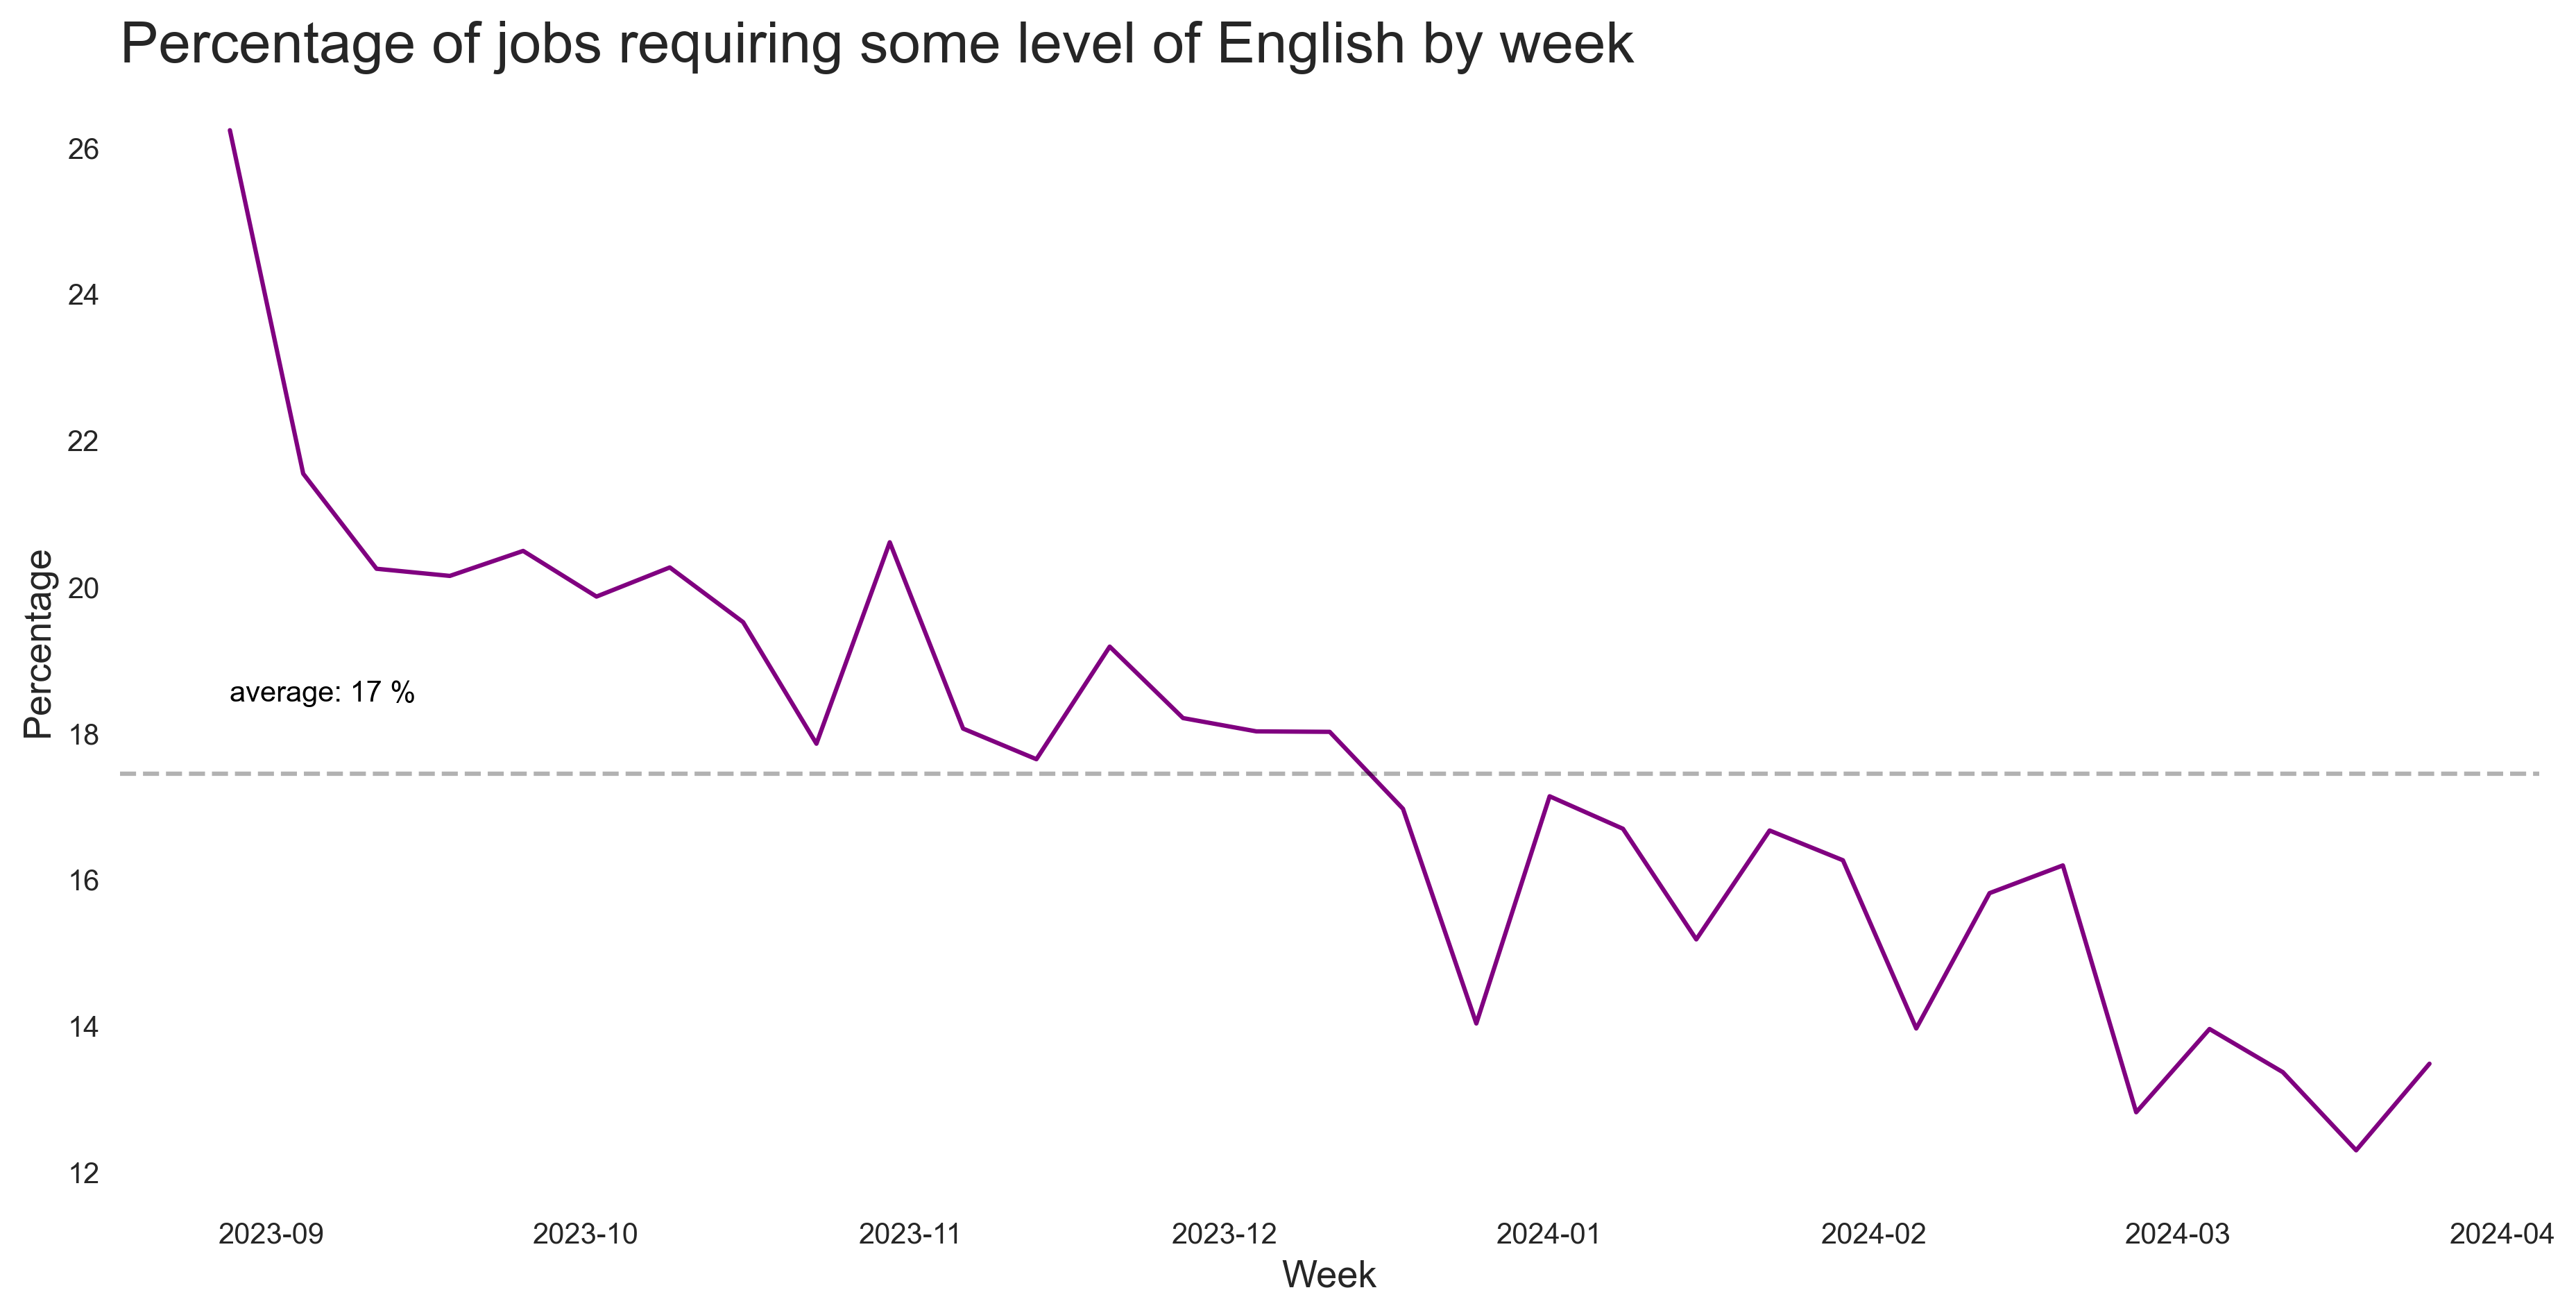 Percentage of jobs requiring some level of English by week
Percentage
26
24
22
20
18
16
14
12
average: 17 %
2023-09 2023-10 2023-11 2023-12 2024-01 2024-02 2024-03 2024-04
Week